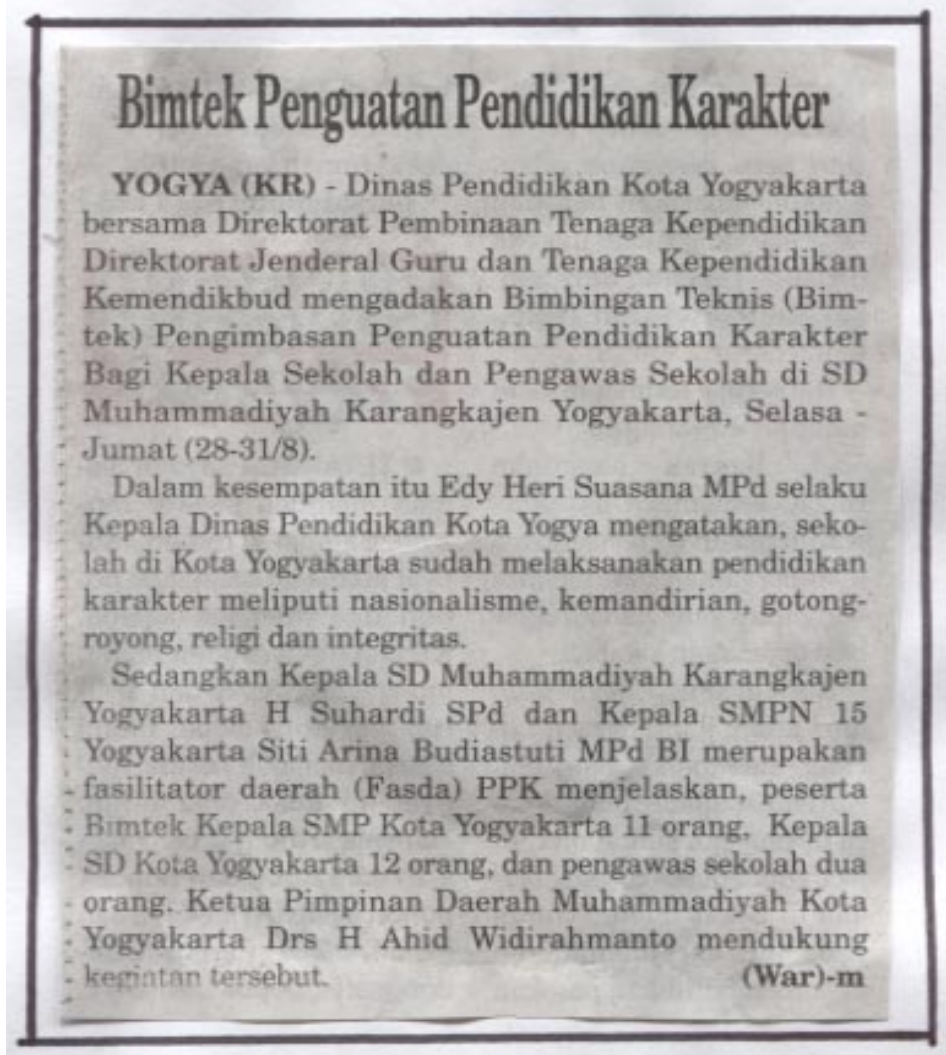 Bimtek Penguatan Pendidikan Karakter
YOGYA (KR) - Dinas Pendidikan Kota Yogyakarta
bersama Direktorat Pembinaan Tenaga Kependidikan
Direktorat Jenderal Guru dan Tenaga Kependidikan
Kemendikbud mengadakan Bimbingan Teknis (Bim-
tek) Pengimbasan Penguatan Pendidikan Karakter
Bagi Kepala Sekolah dan Pengawas Sekolah di SD
Muhammadiyah Karangkajen Yogyakarta, Selasa -
Jumat (28-31/8).
Dalam kesempatan itu Edy Heri Suasana MPd selaku
Kepala Dinas Pendidikan Kota Yogya mengatakan, seko-
lah di Kota Yogyakarta sudah melaksanakan pendidikan
karakter meliputi nasionalisme, kemandirian, gotong-
royong, religi dan integritas.
Sedangkan Kepala SD Muhammadiyah Karangkajen
Yogyakarta H Suhardi SPd dan Kepala SMPN 15
Yogyakarta Siti Arina Budiastuti MPd BI merupakan
fasilitator daerah (Fasda) PPK menjelaskan, peserta
Bimtek Kepala SMP Kota Yogyakarta 11 orang, Kepala
SD Kota Yogyakarta 12 orang, dan pengawas sekolah dua
orang. Ketua Pimpinan Daerah Muhammadiyah Kota
Yogyakarta Drs H Ahid Widirahmanto mendukung
kegiatan tersebut. (War)-m